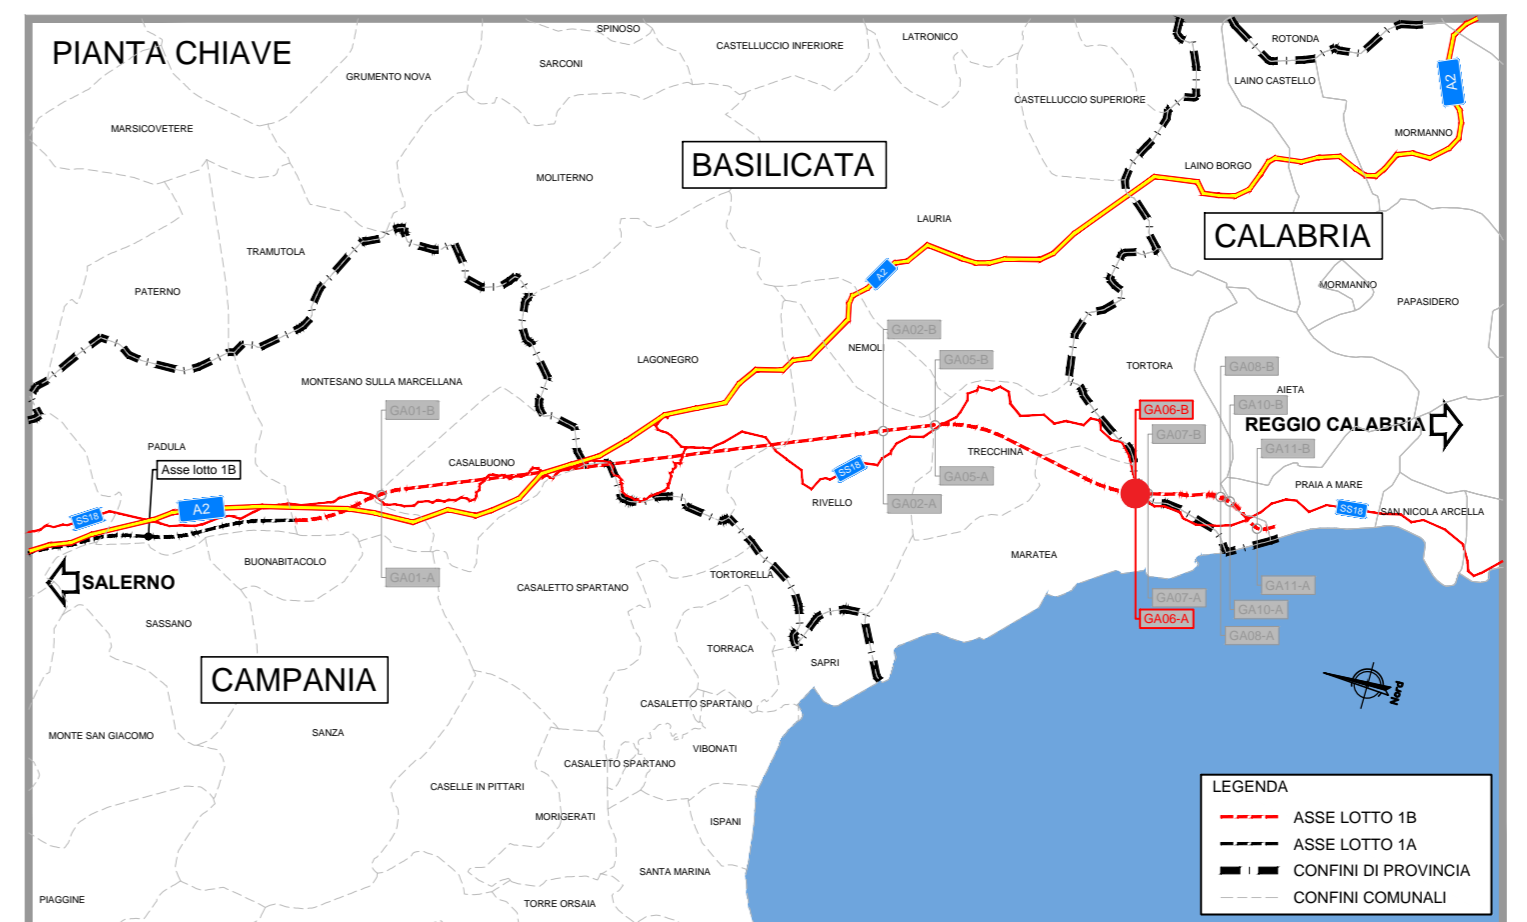 PIANTA CHIAVE
SPINOSO
CASTELLUCCIO INFERIORE
LATRONICO
ROTONDA
SARCONI
GRUMENTO NOVA
LAINO CASTELLO
A2
CASTELLUCCIO SUPERIORE
MARSICOVETERE
MORMANNO
BASILICATA
LAINO BORGO
MOLITERNO
LAURIA
CALABRIA
TRAMUTOLA
A2
PATERNO
MORMANNO
PAPASIDERO
GA02-B
NEMOLI
LAGONEGRO
GA05-B
TORTORA
GA08-B
MONTESANO SULLA MARCELLANA
AIETA
GA01-B
GA06-B
GA10-B
REGGIO CALABRIA
GA07-B
PADULA
GA11-B
TRECCHINA
CASALBUONO
Asse lotto 1B
SS18
GA05-A
PRAIA A MARE
RIVELLO
GA02-A
A2
SS18
SS18
SAN NICOLA ARCELLA
MARATEA
BUONABITACOLO
SALERNO
GA01-A
TORTORELLA
CASALETTO SPARTANO
GA11-A
GA07-A
GA10-A
SASSANO
GA06-A
GA08-A
TORRACA
SAPRI
CAMPANIA
Nord
CASALETTO SPARTANO
MONTE SAN GIACOMO
SANZA
VIBONATI
CASALETTO SPARTANO
CASELLE IN PITTARI
LEGENDA
MORIGERATI
ISPANI
ASSE LOTTO 1B
ASSE LOTTO 1A
SANTA MARINA
CONFINI DI PROVINCIA
PIAGGINE
TORRE ORSAIA
CONFINI COMUNALI